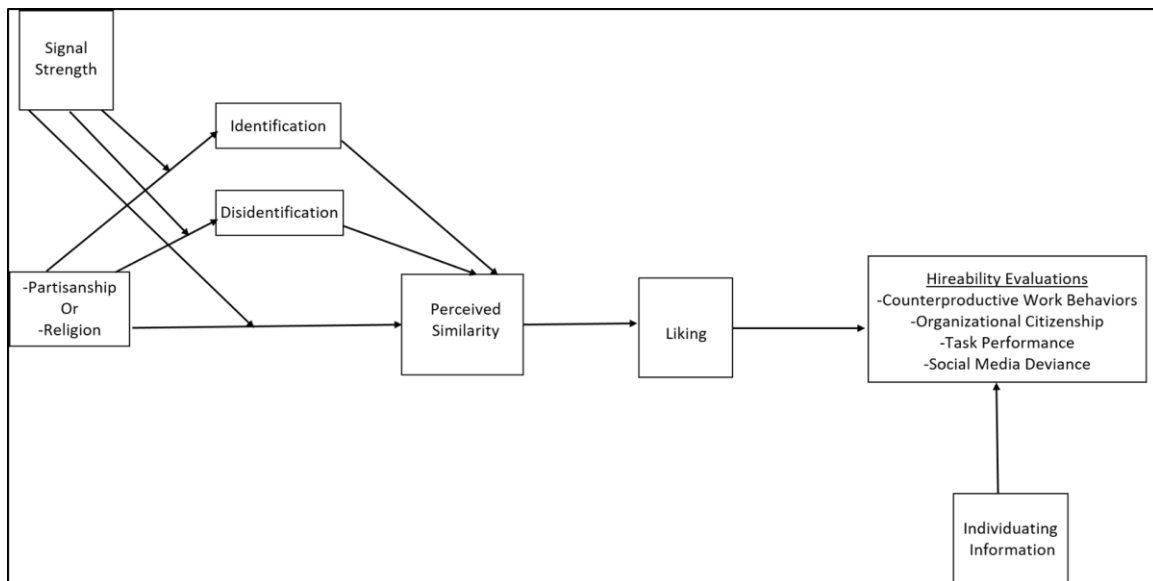 Signal
Strength
Identification
Disidentification
-Partisanship
Or
-Religion
Perceived
Similarity
Liking
Hireability Evaluations
-Counterproductive Work Behaviors
-Organizational Citizenship
-Task Performance
-Social Media Deviance
Individuating
Information